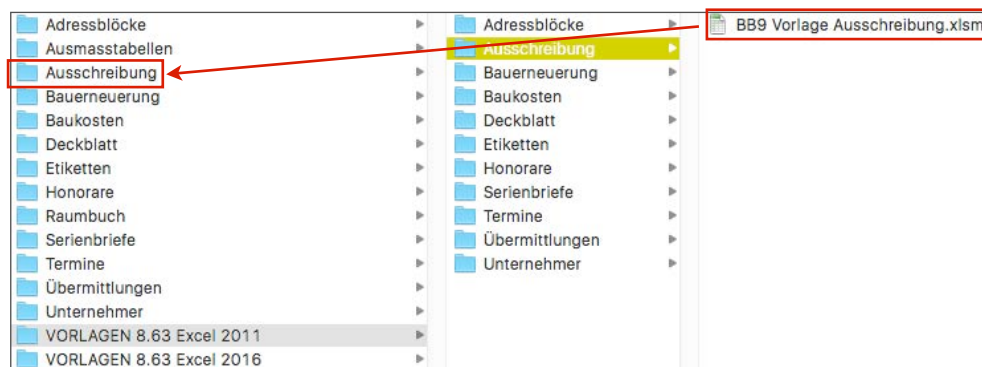 Adressblöcke
Ausmasstabellen
Ausschreibung
Bauerneuerung
Baukosten
Deckblatt
Etiketten
Honorare
Raumbuch
Serienbriefe
Termine
Übermittlungen
Unternehmer
VORLAGEN 8.63 Excel 2011
VORLAGEN 8.63 Excel 2016
Adressblöcke
Ausschreibung
Bauerneuerung
Baukosten
Deckblatt
Etiketten
Honorare
Serienbriefe
Termine
Übermittlungen
Unternehmer
BB9 Vorlage Ausschreibung.xlsm